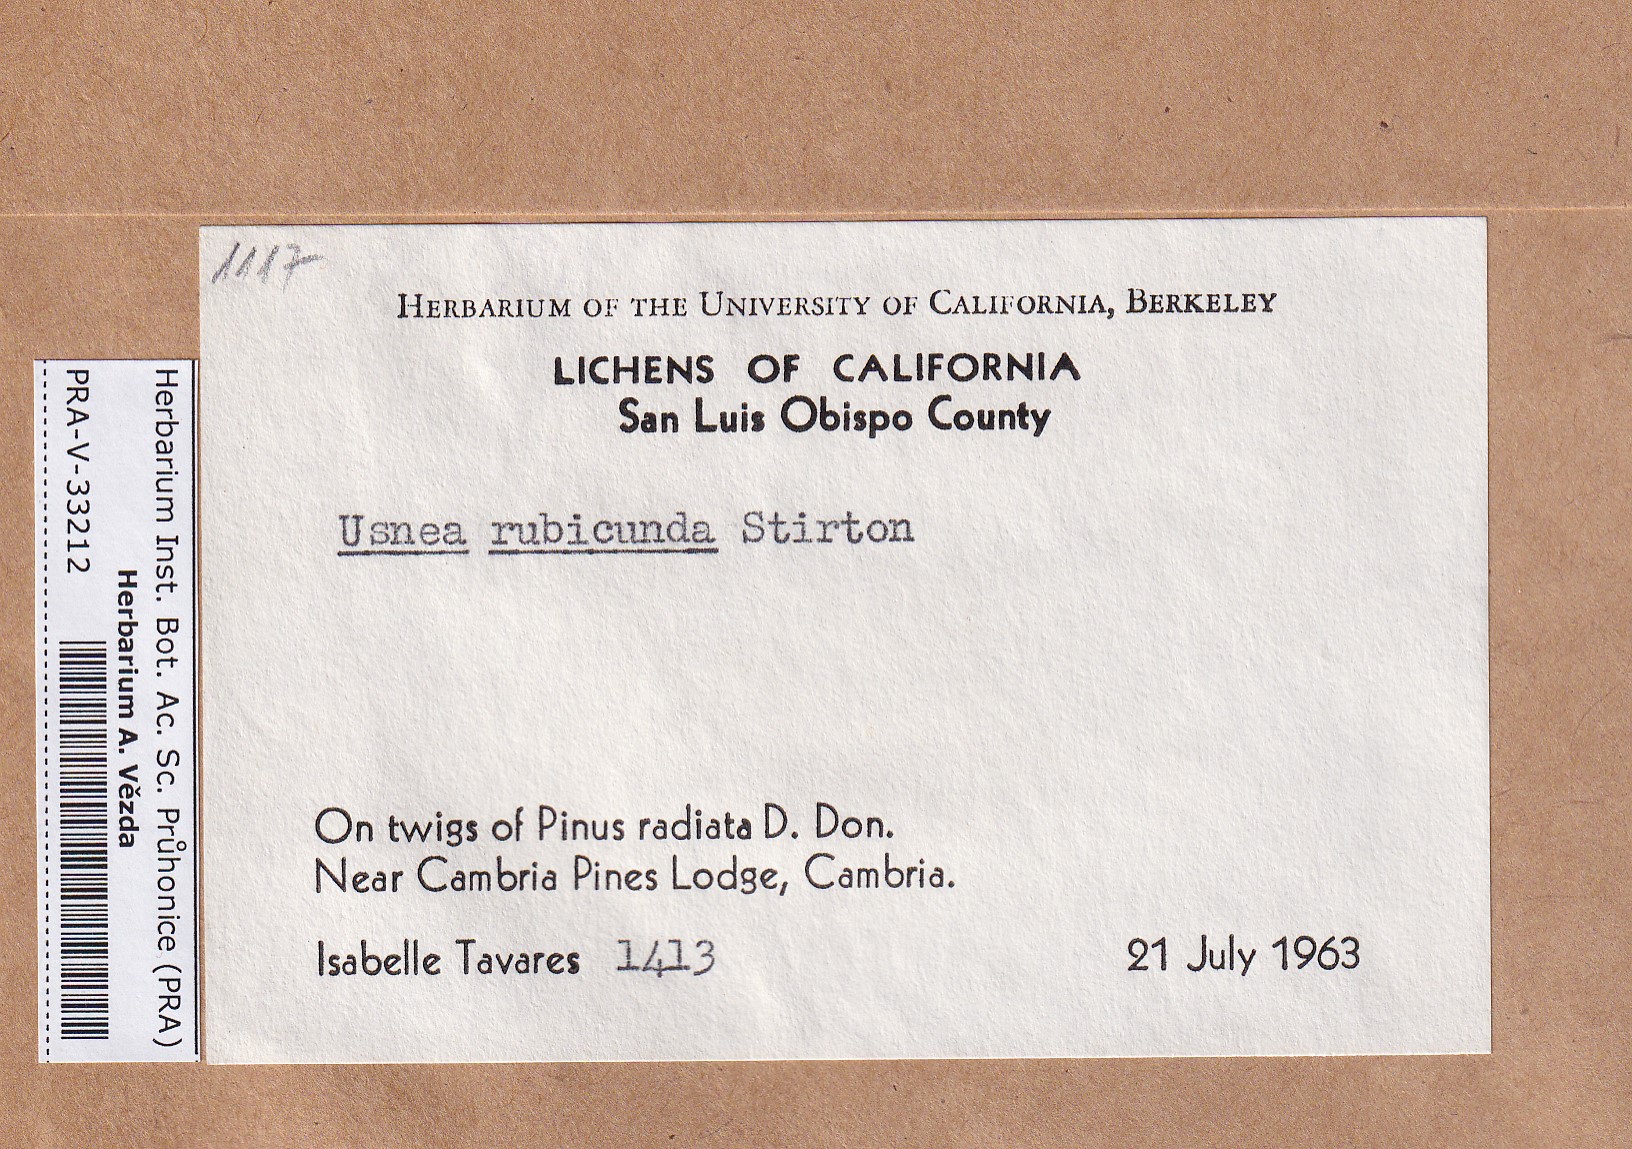 1117
HERBARIUM OF THE UNIVERSITY OF CALIFORNIA, BERKELEY
LICHENS OF CALIFORNIA
San Luis Obispo County
Usnea rubicunda Stirton
On twigs of Pinus radiata D. Don.
Near Cambria Pines Lodge, Cambria.
Isabelle Tavares 1413 21 July 1963
Herbarium Inst. Bot. Ac. Sc. Průhonice (PRA)
Herbarium A. Vězda
PRA-V-33212